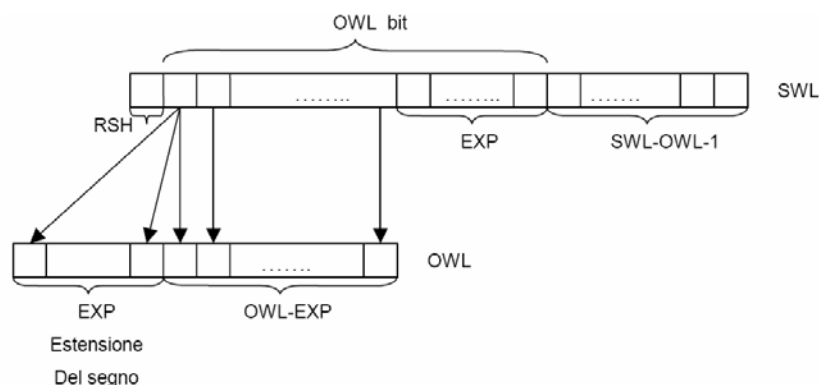 OWL bit
........ ........ ....... SWL
RSH EXP SWL-OWL-1
....... OWL
EXP OWL-EXP
Estensione
Del segno